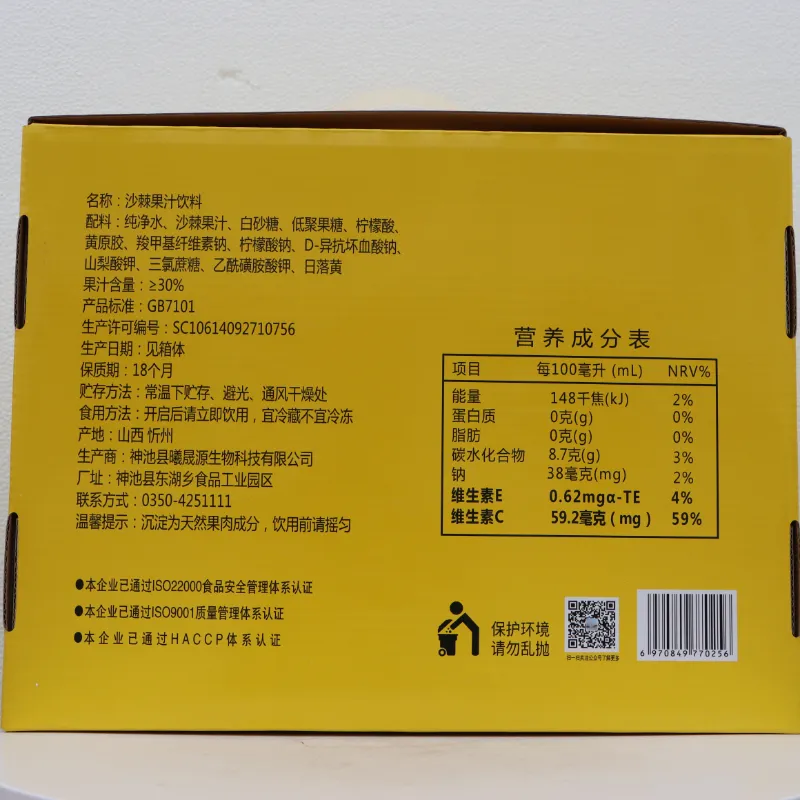 名称：沙棘果汁饮料
配料：纯净水、沙棘果汁、白砂糖、低聚果糖、柠檬酸、
黄原胶、羧甲基纤维素钠、柠檬酸钠、D-异抗坏血酸钠、
山梨酸钾、三氯蔗糖、乙酰磺胺酸钾、日落黄
果汁含量：≥30%
产品标准：GB7101
生产许可编号：SC10614092710756
生产日期：见箱体
保质期：18个月
贮存方法：常温下贮存、避光、通风干燥处
食用方法：开启后请立即饮用，宜冷藏不宜冷冻
产地：山西 忻州
生产商：神池县曦晟源生物科技有限公司
厂址：神池县东湖乡食品工业园区
联系方式：0350-4251111
温馨提示：沉淀为天然果肉成分，饮用前请摇匀
●本企业已通过ISO22000食品安全管理体系认证
●本企业已通过ISO9001质量管理体系认证
●本企业已通过HACCP体系认证
营养成分表
项目 每100毫升 (mL) NRV%
能量 148千焦(kJ) 2%
蛋白质 0克(g) 0%
脂肪 0克(g) 0%
碳水化合物 8.7克(g) 3%
钠 38毫克(mg) 2%
维生素E 0.62mgα-TE 4%
维生素C 59.2毫克 ( mg ) 59%
保护环境
请勿乱抛
扫一扫关注公众号了解更多
6 970849 770256